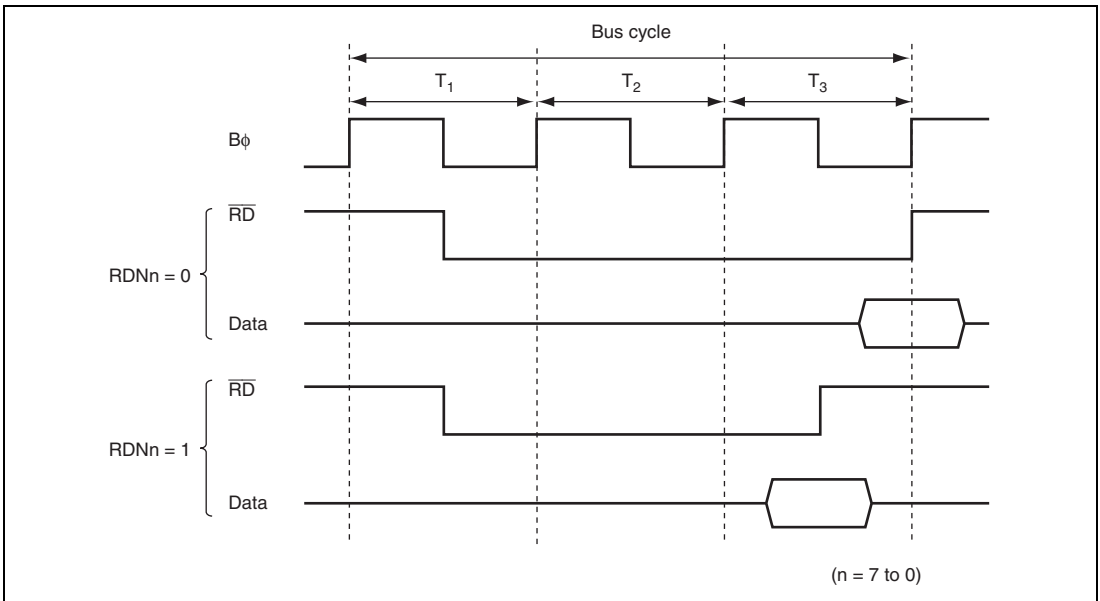 Bus cycle
T1 T2 T3
Bϕ
RD
RDNn = 0
Data
RD
RDNn = 1
Data
(n = 7 to 0)